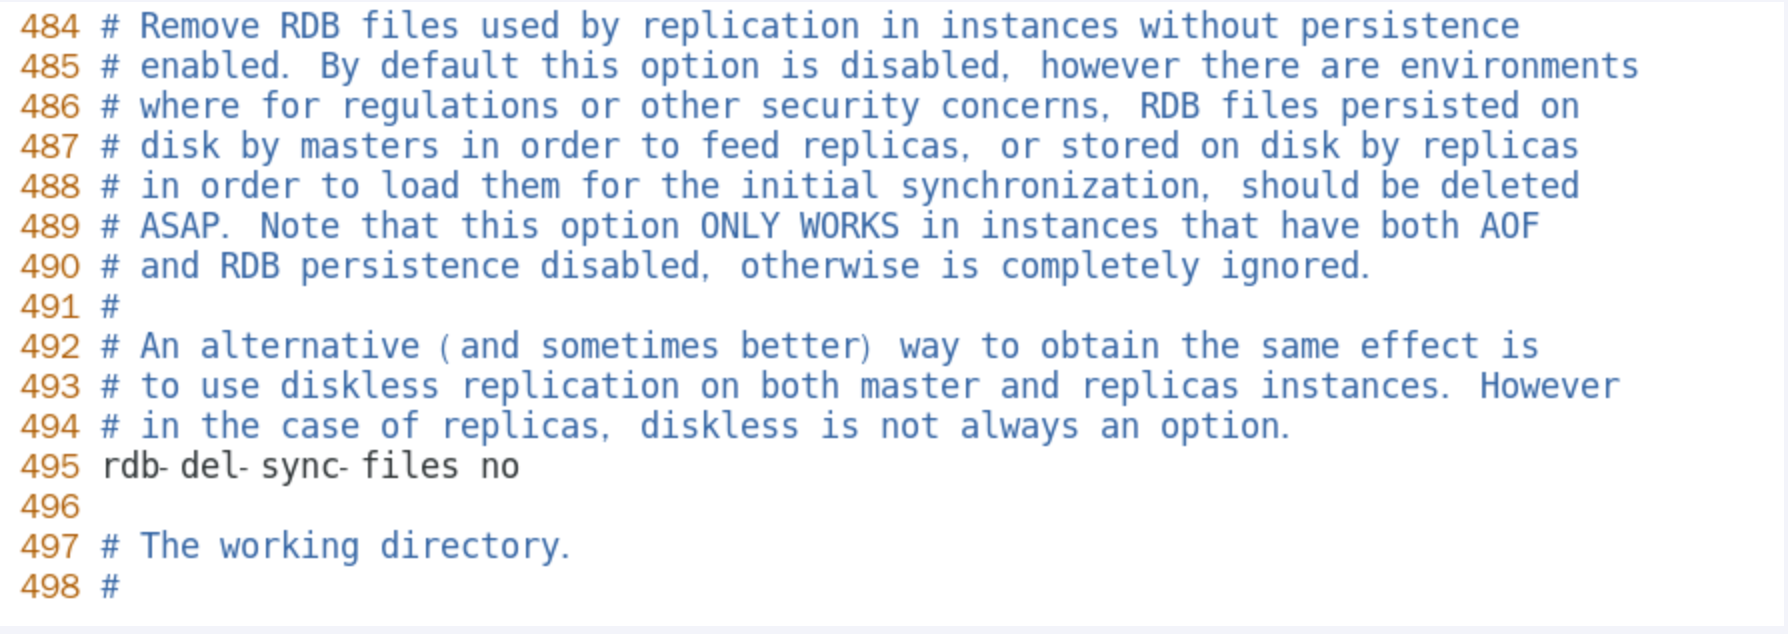 484 # Remove RDB files used by replication in instances without persistence
485 # enabled. By default this option is disabled, however there are environments
486 # where for regulations or other security concerns, RDB files persisted on
487 # disk by masters in order to feed replicas, or stored on disk by replicas
488 # in order to load them for the initial synchronization, should be deleted
489 # ASAP. Note that this option ONLY WORKS in instances that have both AOF
490 # and RDB persistence disabled, otherwise is completely ignored.
491 #
492 # An alternative (and sometimes better) way to obtain the same effect is
493 # to use diskless replication on both master and replicas instances. However
494 # in the case of replicas, diskless is not always an option.
495 rdb-del-sync-files no
496
497 # The working directory.
498 #